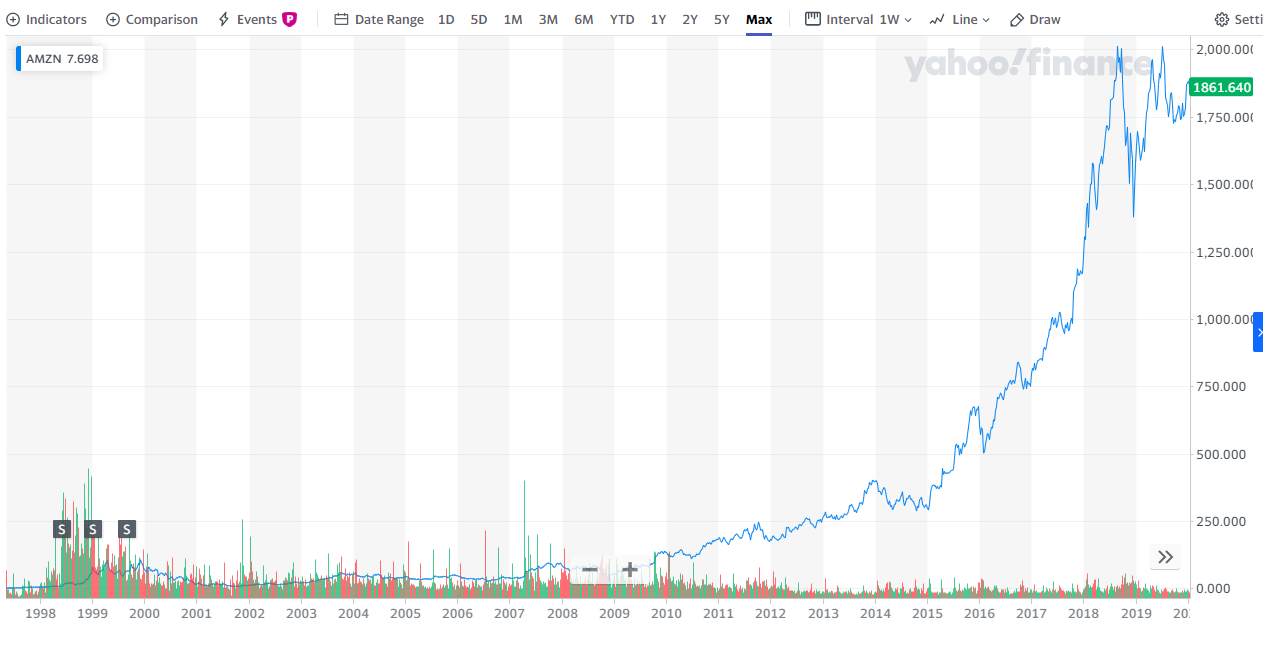 Indicators Comparison Events P Date Range 1D 5D 1M 3M 6M YTD 1Y 2Y 5Y Max Interval 1W Line Draw Setti
AMZN 7.698
yahoo!finance
2,000.000
1861.640
1,750.000
1,500.000
1,250.000
1,000.000
750.000
500.000
250.000
0.000
S S S
1998 1999 2000 2001 2002 2003 2004 2005 2006 2007 2008 2009 2010 2011 2012 2013 2014 2015 2016 2017 2018 2019 20